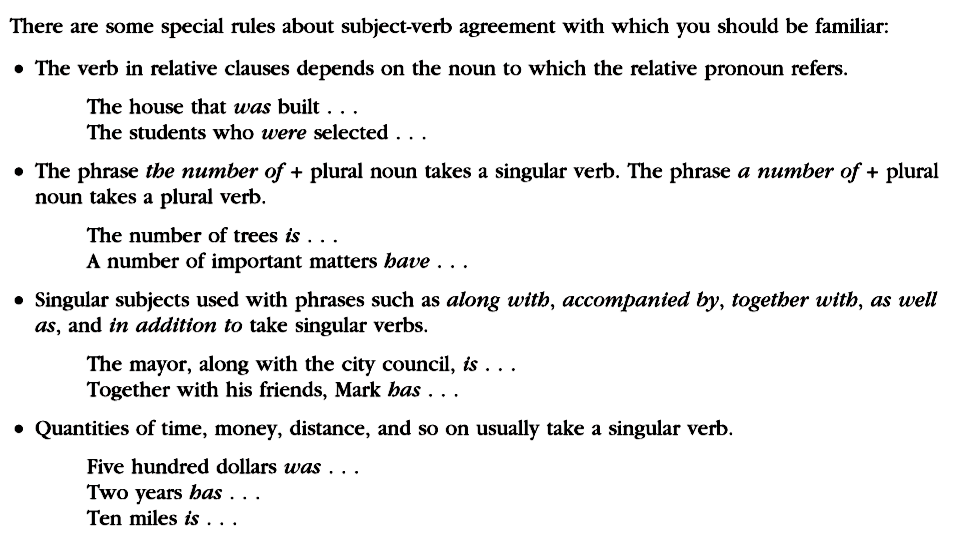 There are some special rules about subject-verb agreement with which you should be familiar:
• The verb in relative clauses depends on the noun to which the relative pronoun refers.
The house that was built . . .
The students who were selected . . .
• The phrase the number of + plural noun takes a singular verb. The phrase a number of + plural
noun takes a plural verb.
The number of trees is . . .
A number of important matters have . . .
• Singular subjects used with phrases such as along with, accompanied by, together with, as well
as, and in addition to take singular verbs.
The mayor, along with the city council, is . . .
Together with his friends, Mark has . . .
• Quantities of time, money, distance, and so on usually take a singular verb.
Five hundred dollars was . . .
Two years has . . .
Ten miles is . . .